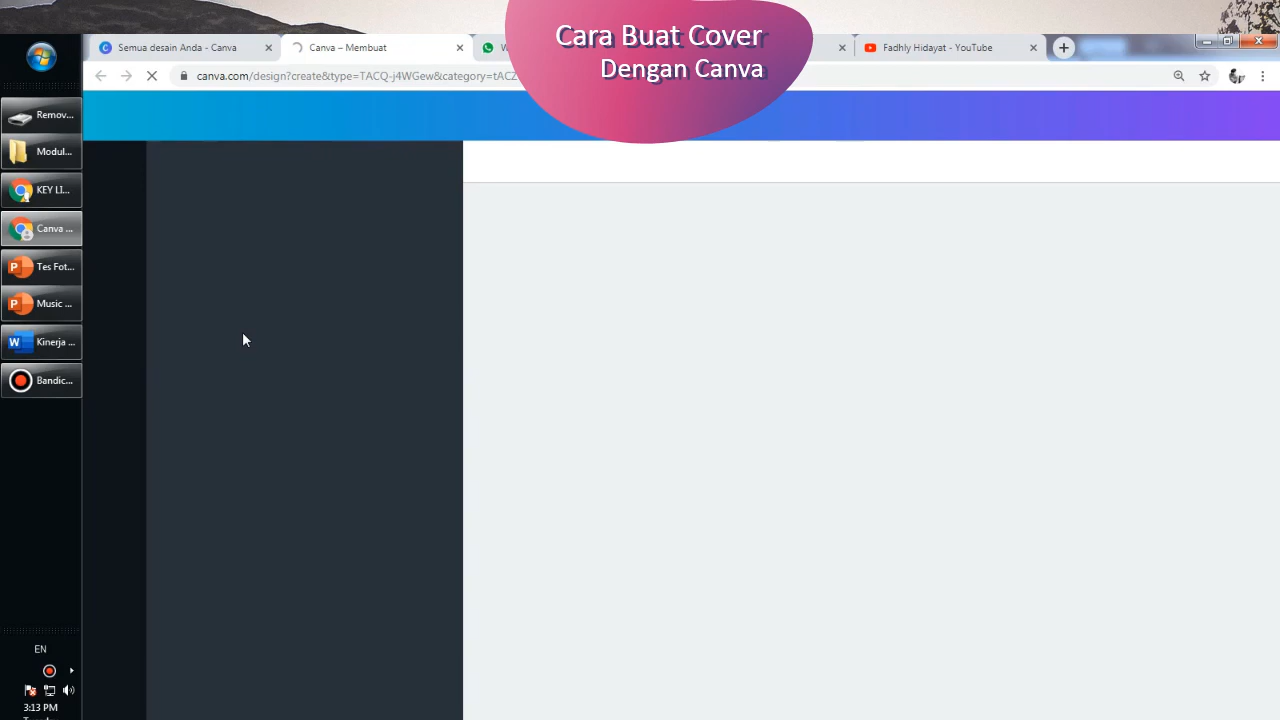 Cara Buat Cover
Dengan Canva
Semua desain Anda - Canva
Canva – Membuat
Fadhly Hidayat - YouTube
canva.com/design?create&type=TACQ-j4WGew&category=tACZ
Remov...
Modul...
KEY LI...
Canva ...
Tes Fot...
Music ...
Kinerja ...
Bandic...
EN
3:13 PM